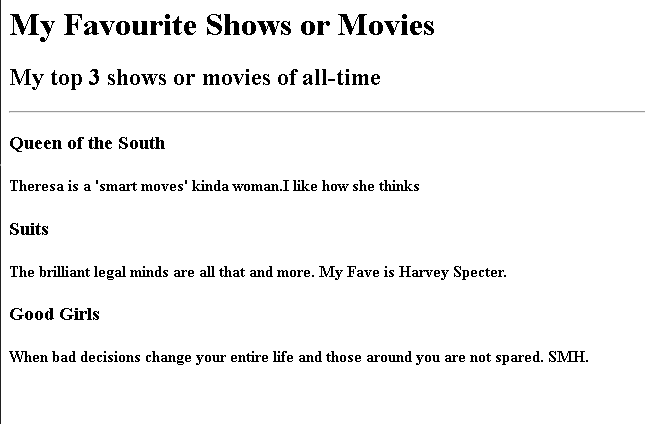 My Favourite Shows or Movies
My top 3 shows or movies of all-time
Queen of the South
Theresa is a 'smart moves' kinda woman.I like how she thinks
Suits
The brilliant legal minds are all that and more. My Fave is Harvey Specter.
Good Girls
When bad decisions change your entire life and those around you are not spared. SMH.